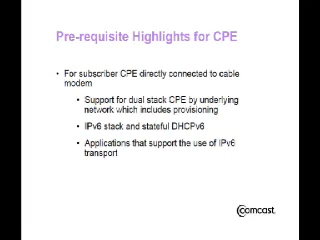 Pre-requisite Highlights for CPE
• For subscriber CPE directly connected to cable
modem
• Support for dual stack CPE by underlying
network which includes provisioning
• IPv6 stack and stateful DHCPv6
• Applications that support the use of IPv6
transport
Comcast